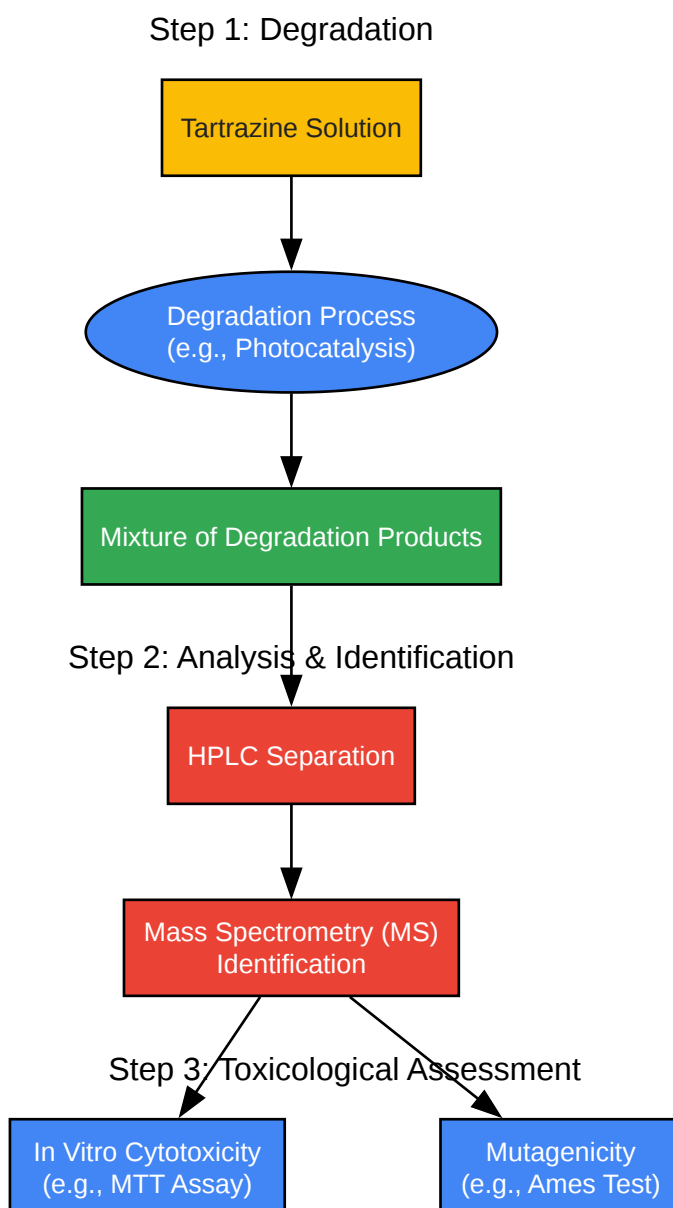 Step 1: Degradation
Tartrazine Solution
Degradation Process
(e.g., Photocatalysis)
Mixture of Degradation Products
Step 2: Analysis & Identification
HPLC Separation
Mass Spectrometry (MS)
Identification
Step 3: Toxicological Assessment
In Vitro Cytotoxicity
(e.g., MTT Assay)
Mutagenicity
(e.g., Ames Test)